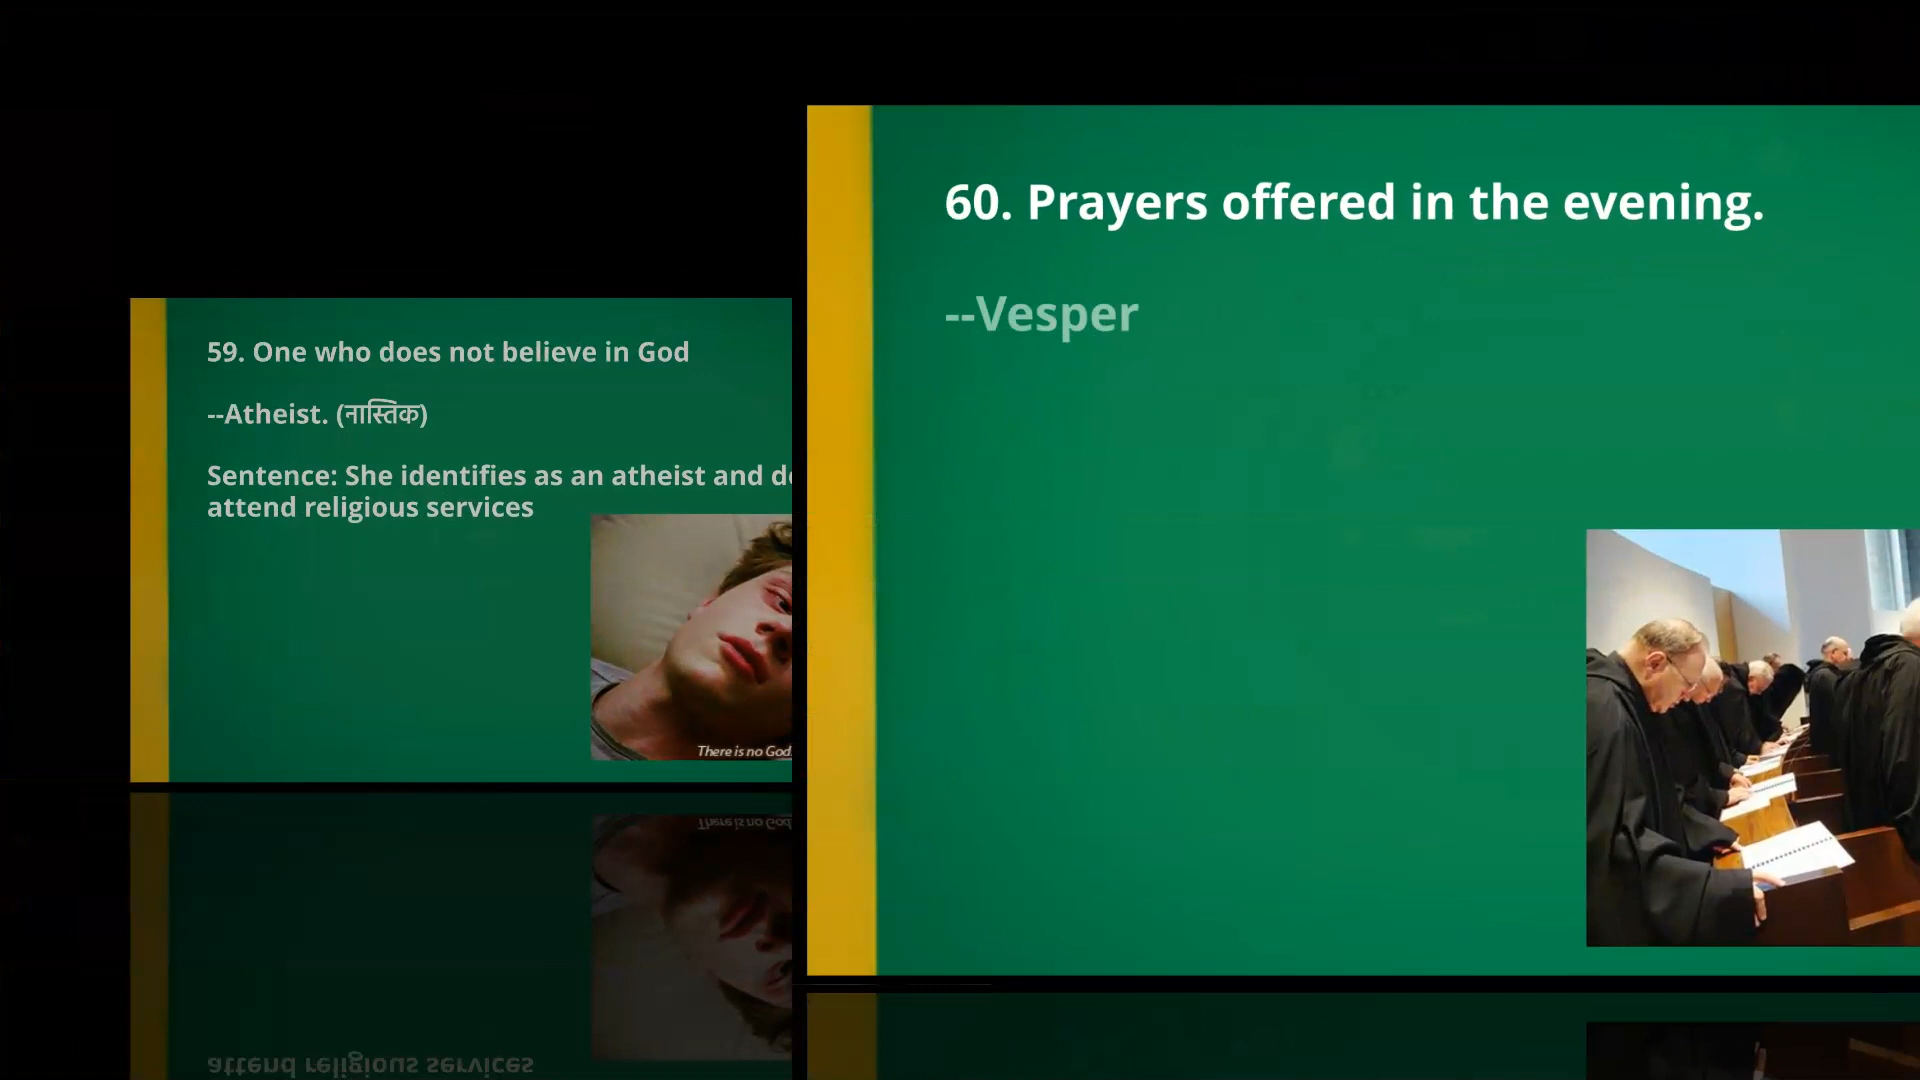 59. One who does not believe in God
--Atheist. (नास्तिक)
Sentence: She identifies as an atheist and
attend religious services
There is no God.
60. Prayers offered in the evening.
--Vesper